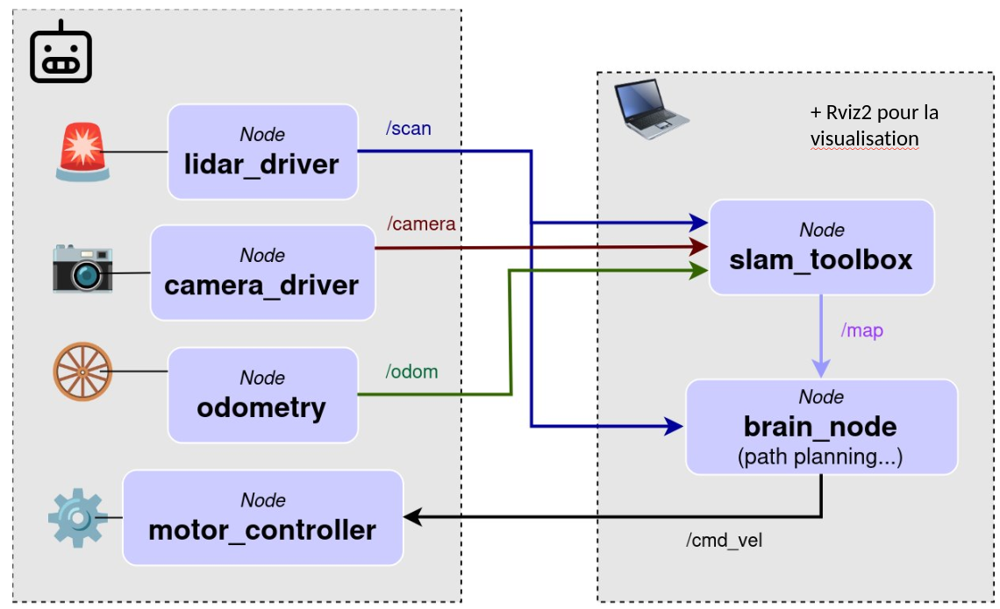 Node
lidar_driver
/scan
Node
camera_driver
/camera
Node
odometry
/odom
Node
motor_controller
+ Rviz2 pour la
visualisation
Node
slam_toolbox
/map
Node
brain_node
(path planning...)
/cmd_vel